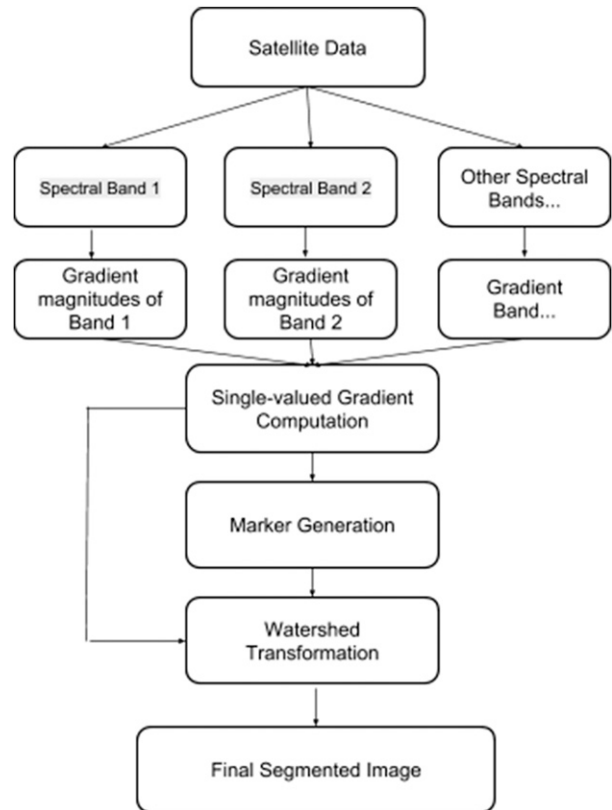 Satellite Data
Spectral Band 1
Spectral Band 2
Other Spectral
Bands...
Gradient
magnitudes of
Band 1
Gradient
magnitudes of
Band 2
Gradient
Band...
Single-valued Gradient
Computation
Marker Generation
Watershed
Transformation
Final Segmented Image